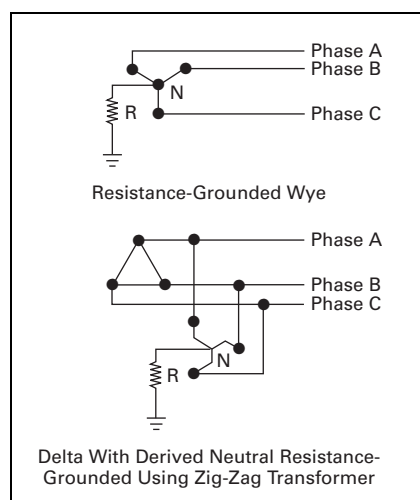 Phase A
Phase B
N
R
Phase C
Resistance-Grounded Wye
Phase A
Phase B
Phase C
N
R
Delta With Derived Neutral Resistance-
Grounded Using Zig-Zag Transformer